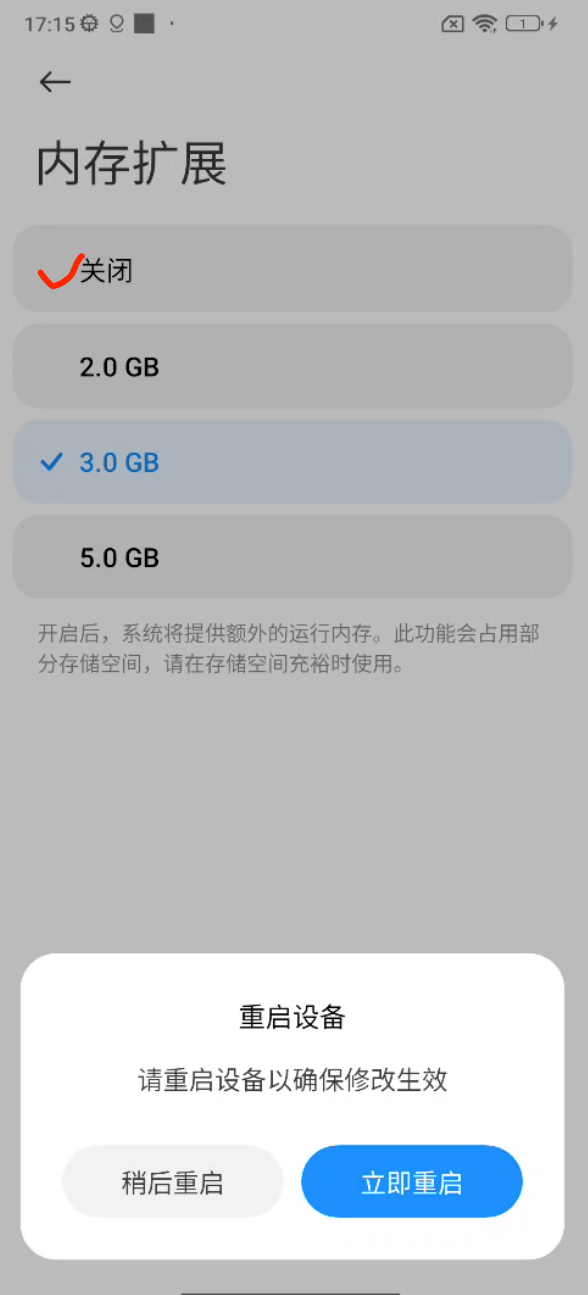 17:15
1
内存扩展
关闭
2.0 GB
3.0 GB
5.0 GB
开启后，系统将提供额外的运行内存。此功能会占用部
分存储空间，请在存储空间充裕时使用。
重启设备
请重启设备以确保修改生效
稍后重启
立即重启